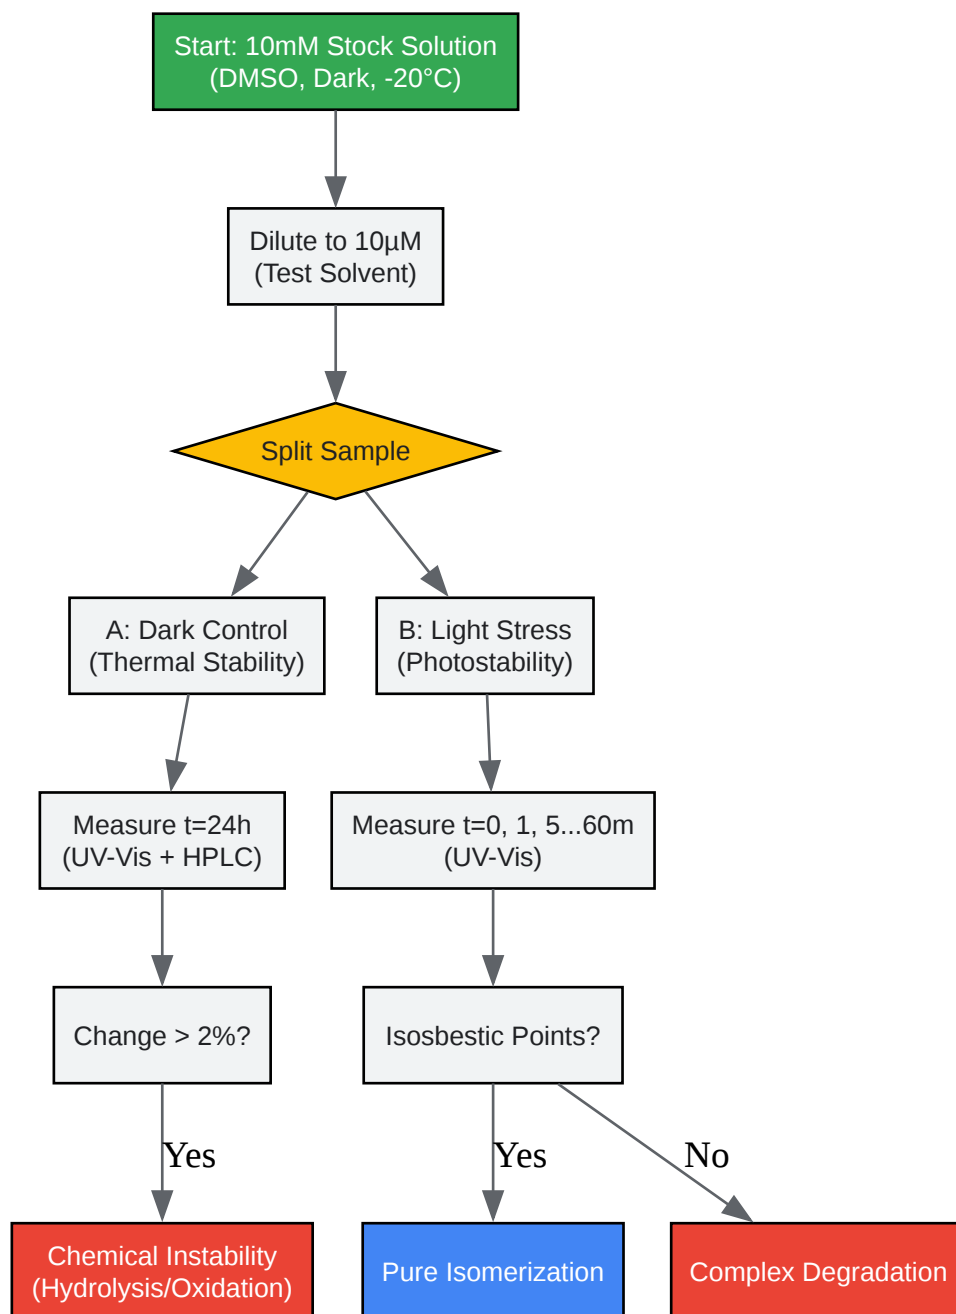 Start: 10mM Stock Solution
(DMSO, Dark, -20°C)
Dilute to 10µM
(Test Solvent)
Split Sample
A: Dark Control
(Thermal Stability)
B: Light Stress
(Photostability)
Measure t=24h
(UV-Vis + HPLC)
Measure t=0, 1, 5...60m
(UV-Vis)
Change > 2%?
Isosbestic Points?
Yes
Yes
No
Chemical Instability
(Hydrolysis/Oxidation)
Pure Isomerization
Complex Degradation